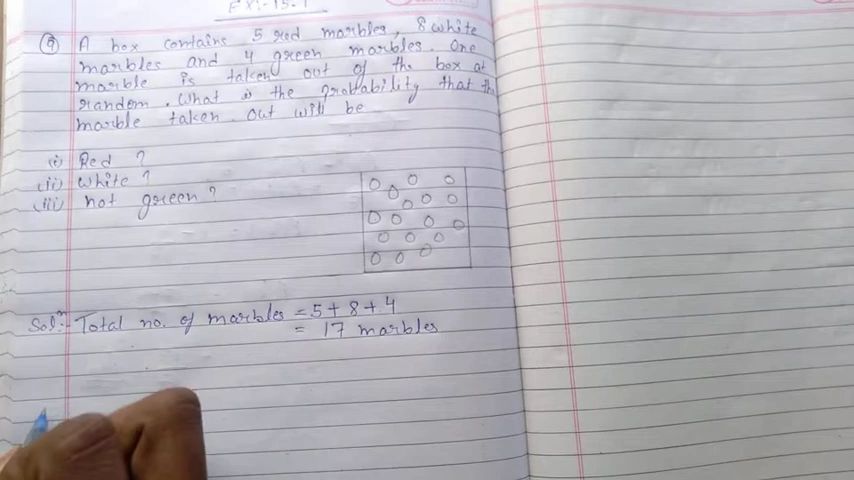 Ex:- 15.1
(9) A box contains 5 red marbles, 8 white
marbles and 4 green marbles. One
marble is taken out of the box at
random. What is the probability that the
marble taken out will be
(i) Red ?
(ii) White ?
(iii) not green ?
Solⁿ:- Total no. of marbles = 5 + 8 + 4
= 17 marbles